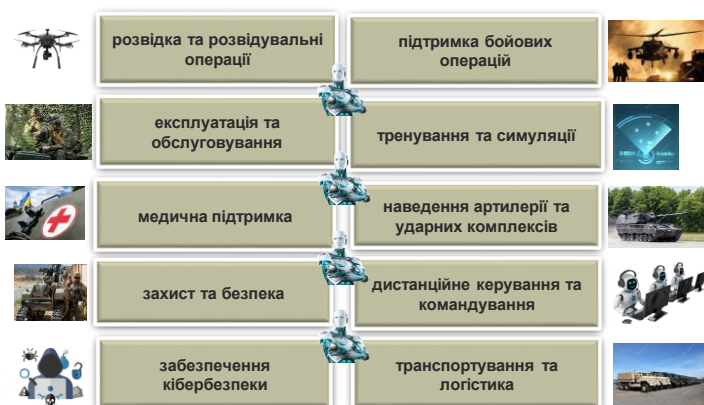 розвідка та розвідувальні
операції
підтримка бойових
операцій
експлуатація та
обслуговування
тренування та симуляції
медична підтримка
наведення артилерії та
ударних комплексів
захист та безпека
дистанційне керування та
командування
забезпечення
кібербезпеки
транспортування та
логістика